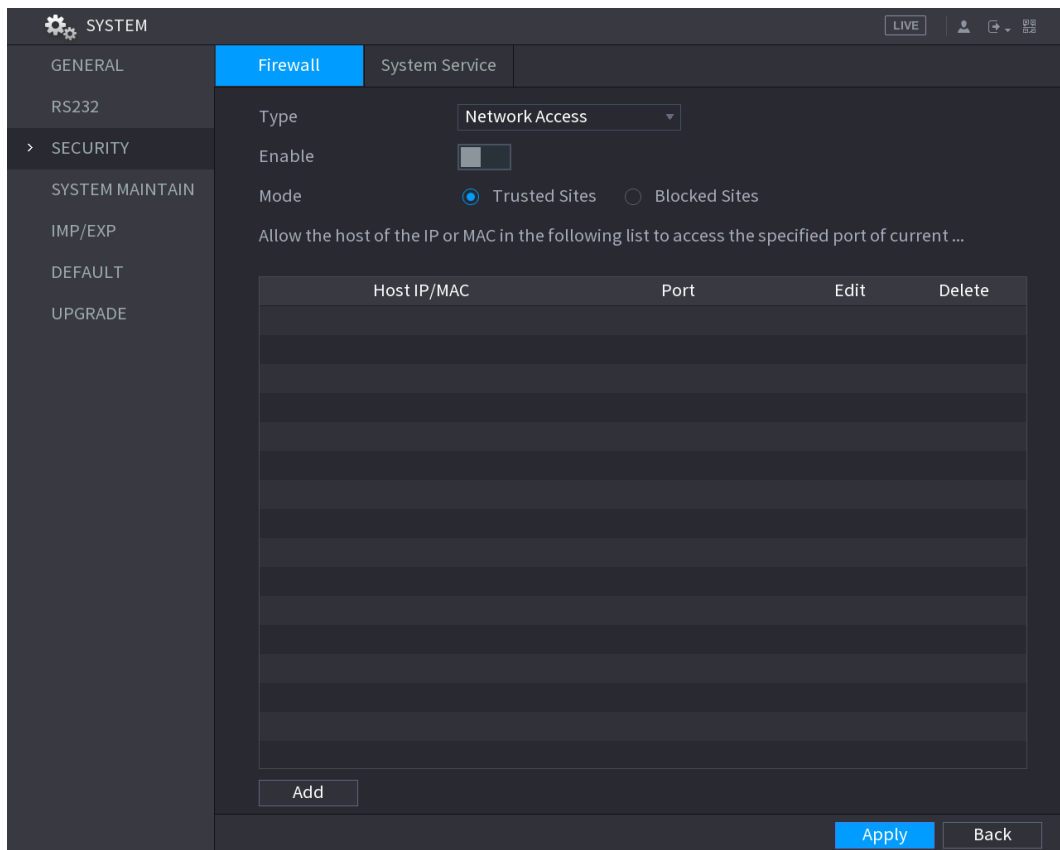 SYSTEM
LIVE
GENERAL
RS232
SECURITY
SYSTEM MAINTAIN
IMP/EXP
DEFAULT
UPGRADE
Firewall System Service
Type Network Access
Enable
Mode Trusted Sites Blocked Sites
Allow the host of the IP or MAC in the following list to access the specified port of current ...
Host IP/MAC Port Edit Delete
Add
Apply Back